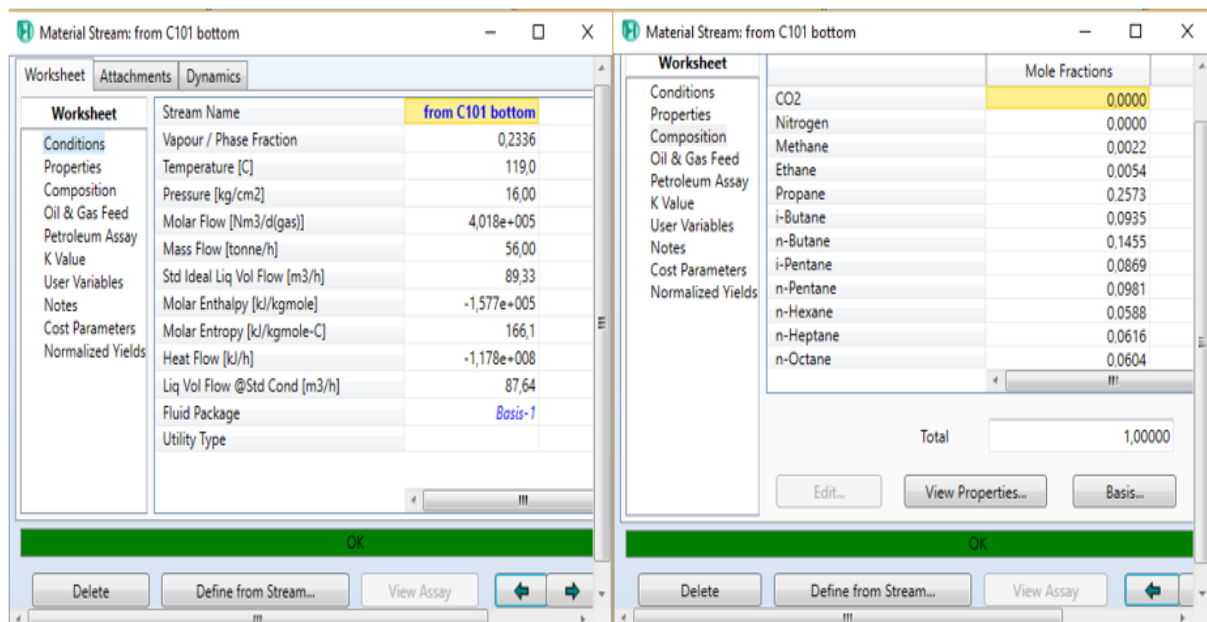 Material Stream: from C101 bottom
Worksheet Attachments Dynamics
Worksheet
Conditions
Properties
Composition
Oil & Gas Feed
Petroleum Assay
K Value
User Variables
Notes
Cost Parameters
Normalized Yields
Stream Name from C101 bottom
Vapour / Phase Fraction 0,2336
Temperature [C] 119,0
Pressure [kg/cm2] 16,00
Molar Flow [Nm3/d(gas)] 4,018e+005
Mass Flow [tonne/h] 56,00
Std Ideal Liq Vol Flow [m3/h] 89,33
Molar Enthalpy [kJ/kgmole] -1,577e+005
Molar Entropy [kJ/kgmole-C] 166,1
Heat Flow [kJ/h] -1,178e+008
Liq Vol Flow @Std Cond [m3/h] 87,64
Fluid Package Basis-1
Utility Type
OK
Delete Define from Stream... View Assay
Material Stream: from C101 bottom
Worksheet
Conditions
Properties
Composition
Oil & Gas Feed
Petroleum Assay
K Value
User Variables
Notes
Cost Parameters
Normalized Yields
Mole Fractions
CO2 0,0000
Nitrogen 0,0000
Methane 0,0022
Ethane 0,0054
Propane 0,2573
i-Butane 0,0935
n-Butane 0,1455
i-Pentane 0,0869
n-Pentane 0,0981
n-Hexane 0,0588
n-Heptane 0,0616
n-Octane 0,0604
Total 1,00000
Edit... View Properties... Basis...
OK
Delete Define from Stream... View Assay